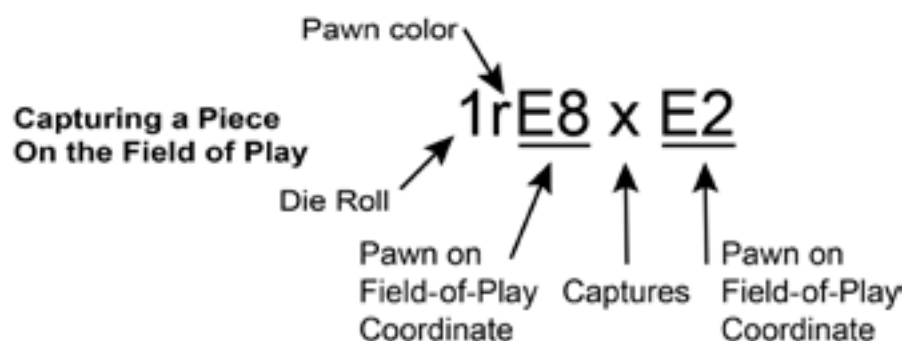 Pawn color
1rE8 x E2
Capturing a Piece
On the Field of Play
Die Roll
Pawn on
Field-of-Play
Coordinate
Captures
Pawn on
Field-of-Play
Coordinate